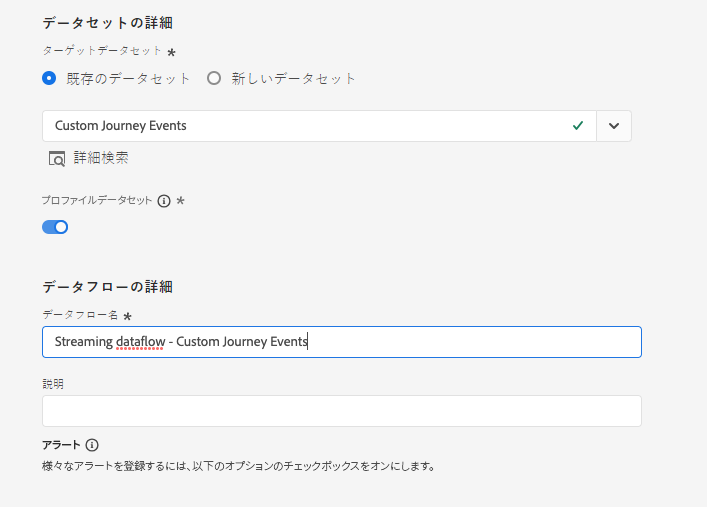 データセットの詳細
ターゲットデータセット *
既存のデータセット 新しいデータセット
Custom Journey Events
詳細検索
プロファイルデータセット *
データフローの詳細
データフロー名 *
Streaming dataflow - Custom Journey Events
説明
アラート
様々なアラートを登録するには、以下のオプションのチェックボックスをオンにします。